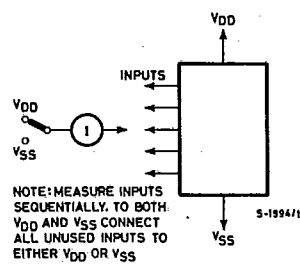 VDD
INPUTS
VDD
1
VSS
NOTE: MEASURE INPUTS
SEQUENTIALLY. TO BOTH
VDD AND VSS CONNECT
ALL UNUSED INPUTS TO
EITHER VDD OR VSS
S-1994/1
VSS